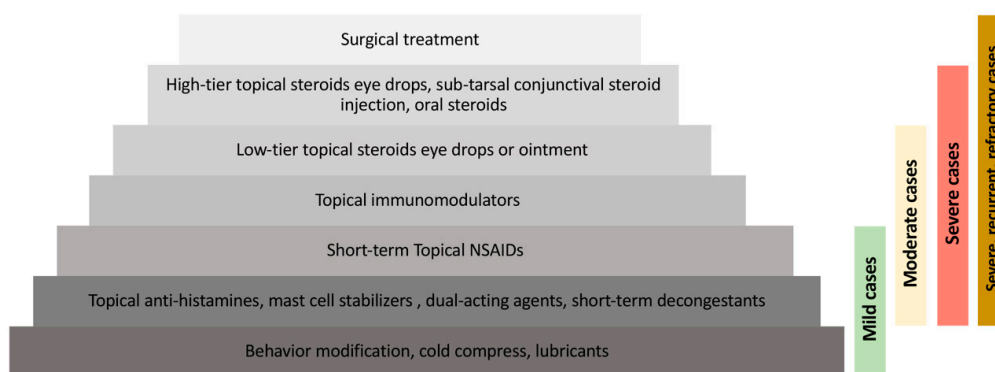 Surgical treatment
High-tier topical steroids eye drops, sub-tarsal conjunctival steroid
injection, oral steroids
Low-tier topical steroids eye drops or ointment
Topical immunomodulators
Short-term Topical NSAIDs
Topical anti-histamines, mast cell stabilizers , dual-acting agents, short-term decongestants
Behavior modification, cold compress, lubricants
Mild cases
Moderate cases
Severe cases
Severe, recurrent, refractory cases